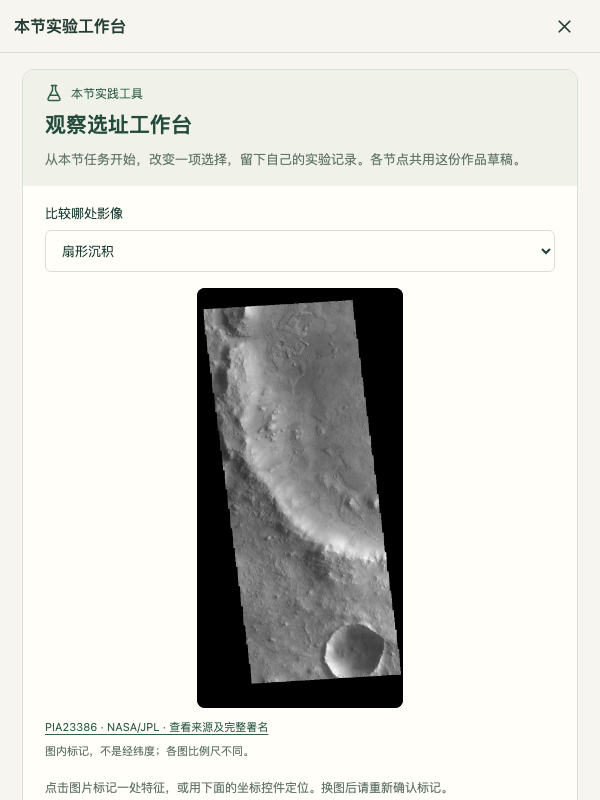 本节实验工作台
本节实践工具
观察选址工作台
从本节任务开始，改变一项选择，留下自己的实验记录。各节点共用这份作品草稿。
比较哪处影像
扇形沉积
PIA23386 · NASA/JPL · 查看来源及完整署名
图内标记，不是经纬度；各图比例尺不同。
点击图片标记一处特征，或用下面的坐标控件定位。换图后请重新确认标记。